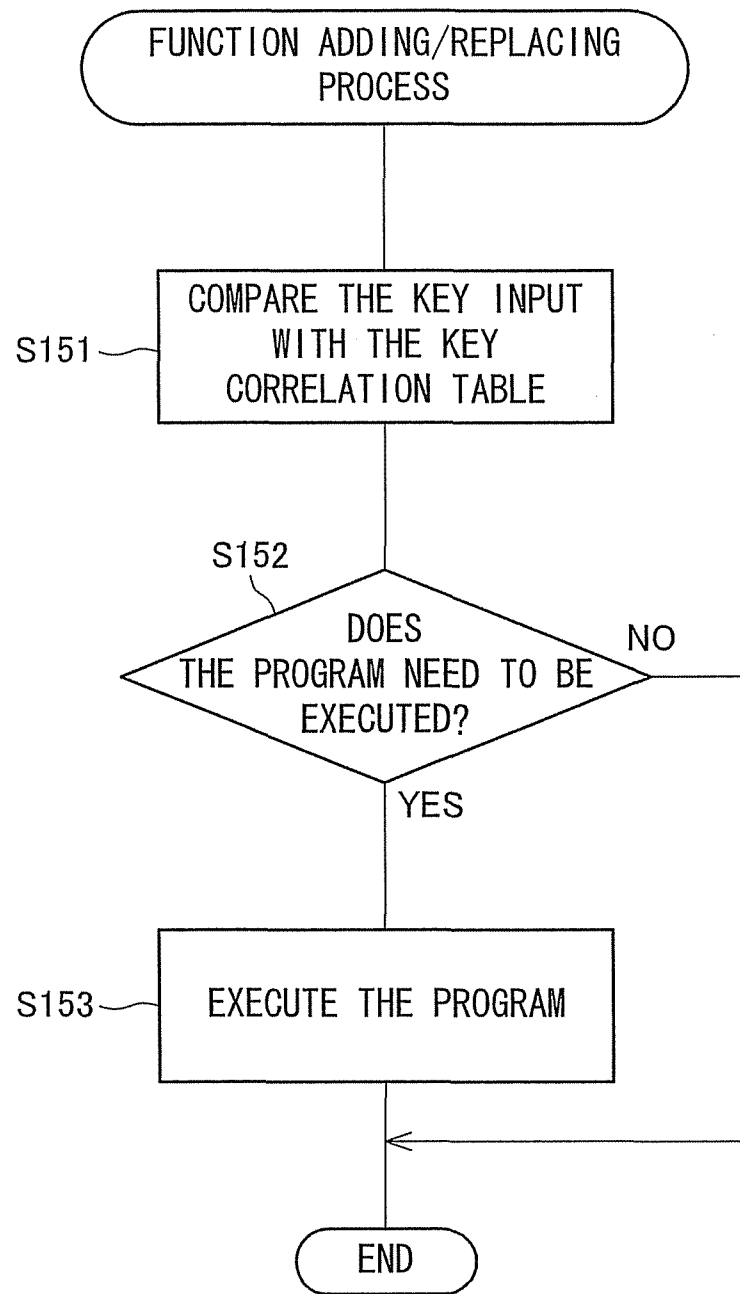 FUNCTION ADDING/REPLACING
PROCESS
S151
COMPARE THE KEY INPUT
WITH THE KEY
CORRELATION TABLE
S152
DOES
THE PROGRAM NEED TO BE
EXECUTED?
NO
YES
S153
EXECUTE THE PROGRAM
END